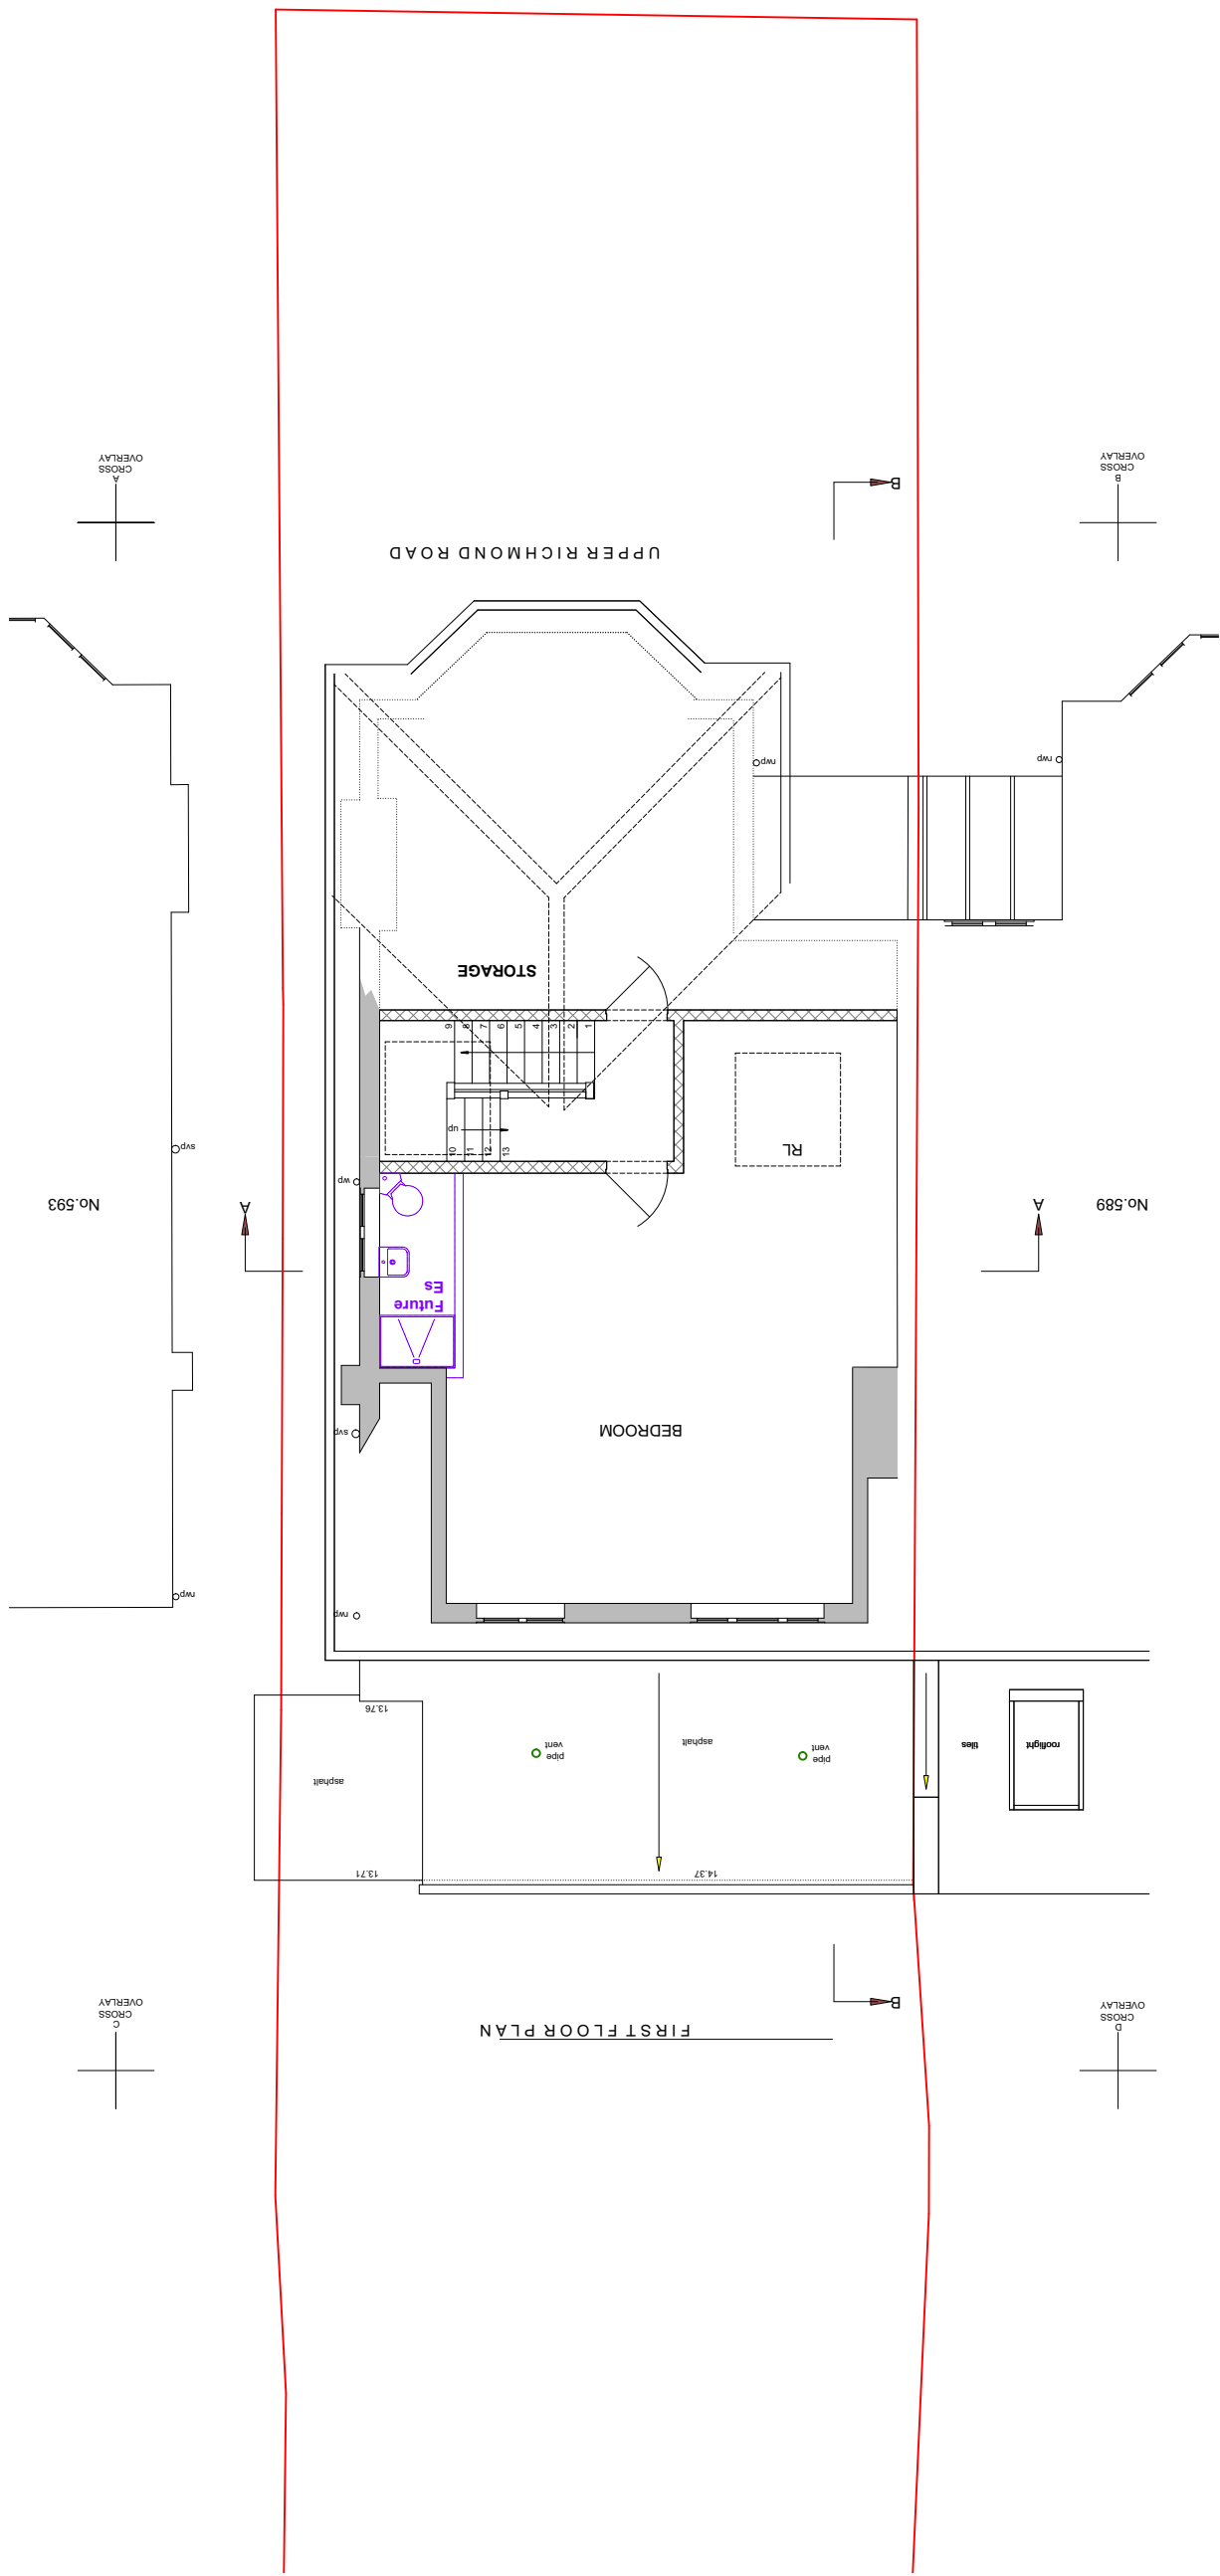 D
CROSS
OVERLAY
FIRST FLOOR PLAN
C
CROSS
OVERLAY
B
14.37
13.71
asphalt
rooflight
tiles
asphalt
pipe
vent
pipe
vent
13.76
rwp
rwp
svp
BEDROOM
Future
Es
No.589
A
A
No.593
wp
RL
13
12
11
10
svp
up
1
2
3
4
5
6
7
8
9
STORAGE
rwp
rwp
UPPER RICHMOND ROAD
B
B
CROSS
OVERLAY
A
CROSS
OVERLAY